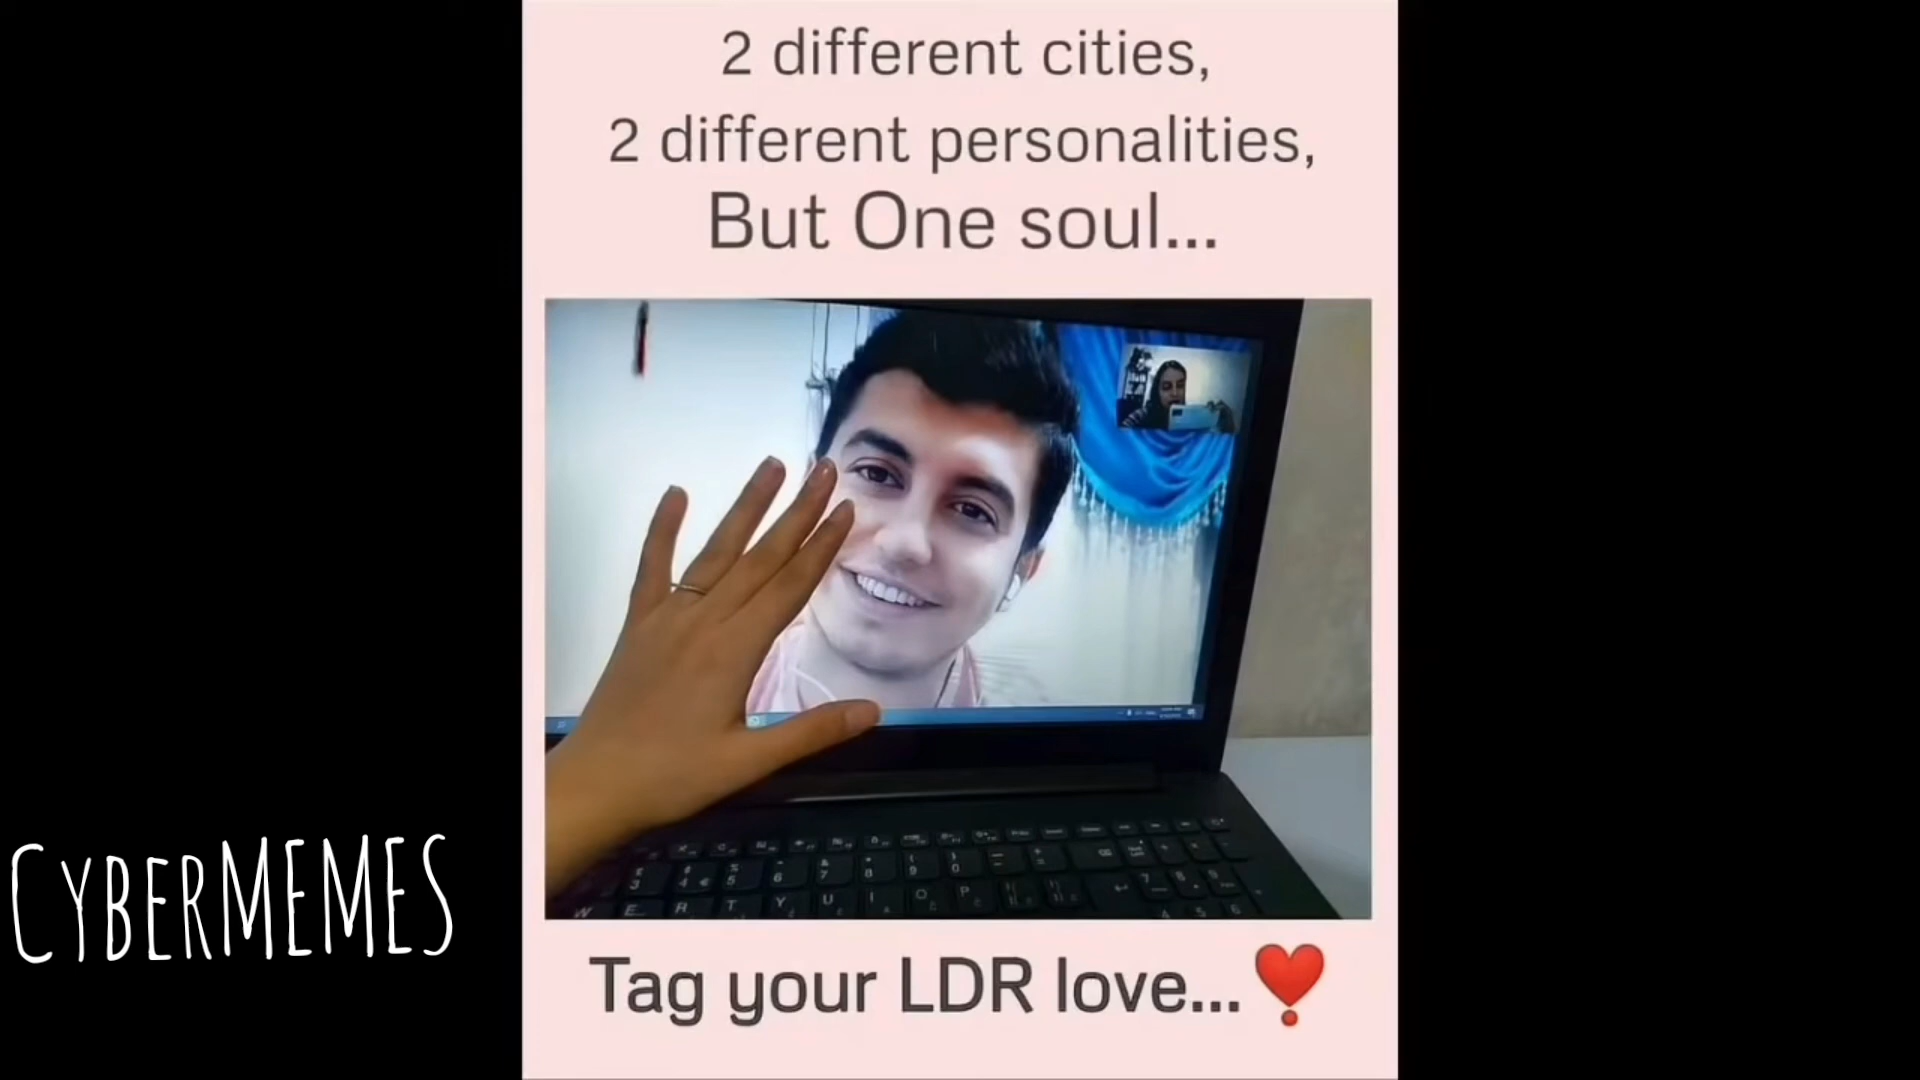 2 different cities,
2 different personalities,
But One soul...
CYBERMEMES
Tag your LDR love...❣️